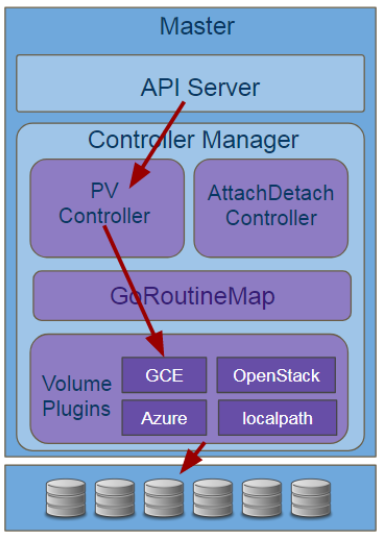 Master
API Server
Controller Manager
PV
Controller
AttachDetach
Controller
GoRoutineMap
Volume
Plugins
GCE
OpenStack
Azure
localpath